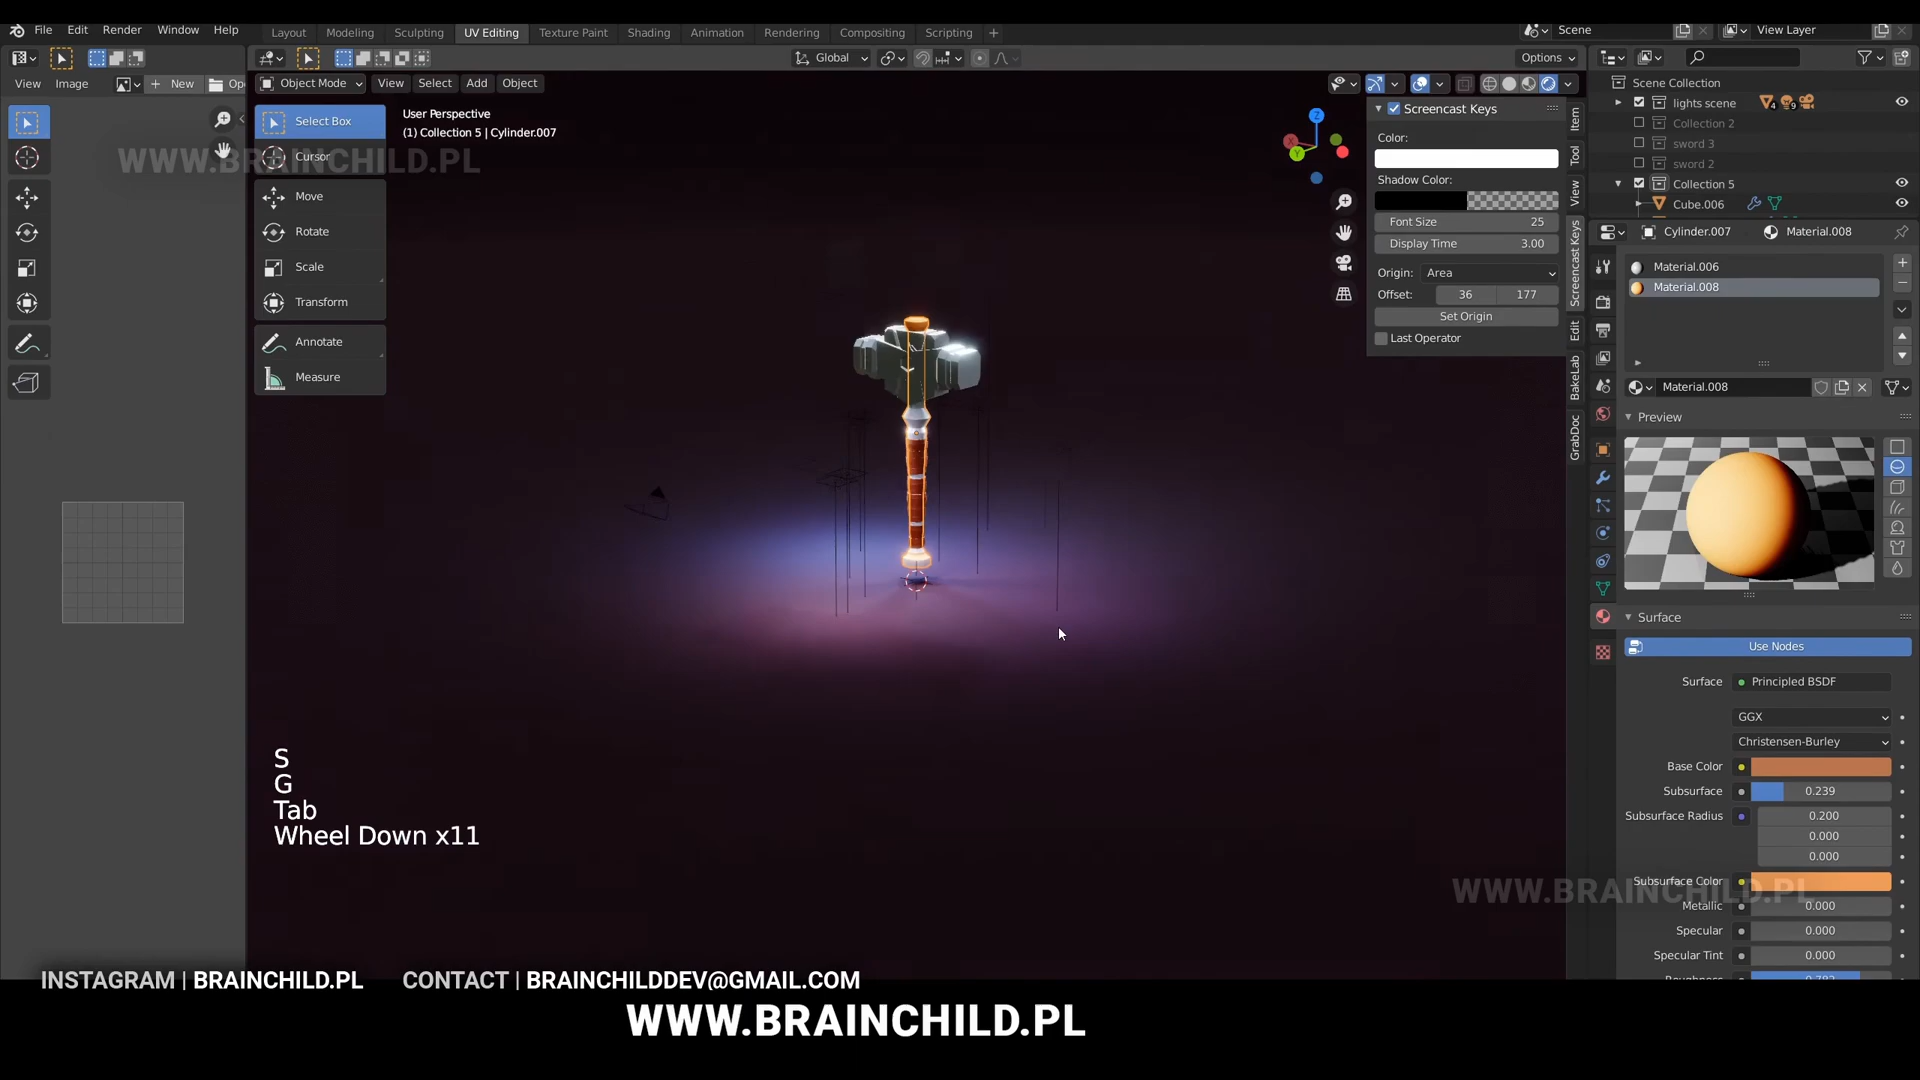 File Edit Render Window Help Layout Modeling Sculpting UV Editing Texture Paint Shading Animation Rendering Compositing Scripting + Scene View Layer
Global Options
View Image New Op Object Mode View Select Add Object
User Perspective
(1) Collection 5 | Cylinder.007
Select Box
Cursor
Move
Rotate
Scale
Transform
Annotate
Measure
WWW.BRAINCHILD.PL
Z
Y
Screencast Keys
Color:
Shadow Color:
Font Size 25
Display Time 3.00
Origin: Area
Offset: 36 177
Set Origin
Last Operator
Item
Tool
View
Screencast Keys
Edit
BakeLab
GrabDoc
Scene Collection
lights scene 4 9
Collection 2
sword 3
sword 2
Collection 5
Cube.006
Cylinder.007 Material.008
Material.006
Material.008
Material.008
Preview
Surface
Use Nodes
Surface Principled BSDF
GGX
Christensen-Burley
Base Color
Subsurface 0.239
Subsurface Radius 0.200
0.000
0.000
Subsurface Color
Metallic 0.000
Specular 0.000
Specular Tint 0.000
Roughness 0.782
WWW.BRAINCHILD.PL
S
G
Tab
Wheel Down x11
INSTAGRAM | BRAINCHILD.PL CONTACT | BRAINCHILDDEV@GMAIL.COM
WWW.BRAINCHILD.PL